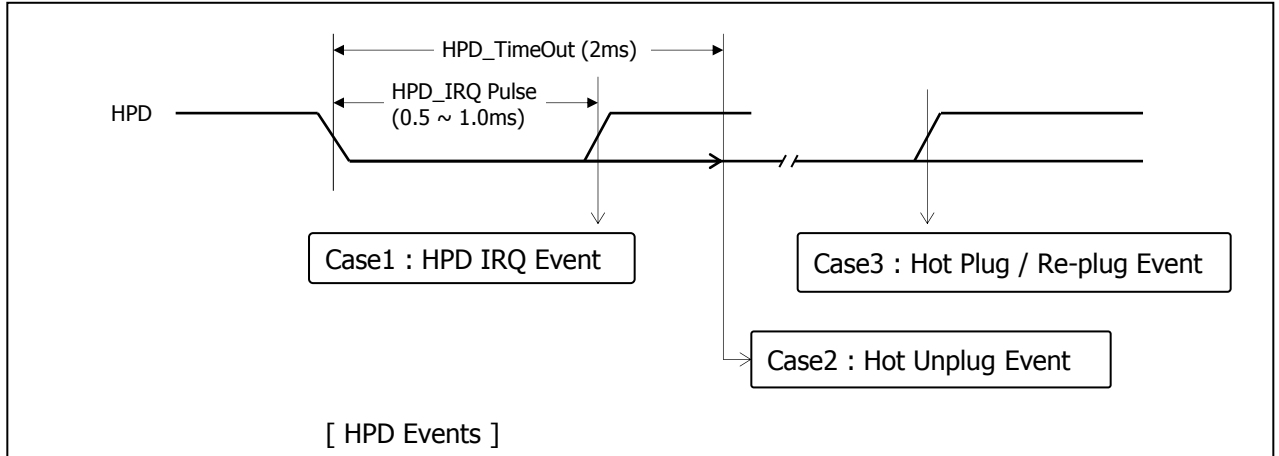 HPD_TimeOut (2ms)
HPD_IRQ Pulse
(0.5 ~ 1.0ms)
HPD
Case1 : HPD IRQ Event
Case3 : Hot Plug / Re-plug Event
Case2 : Hot Unplug Event
[ HPD Events ]